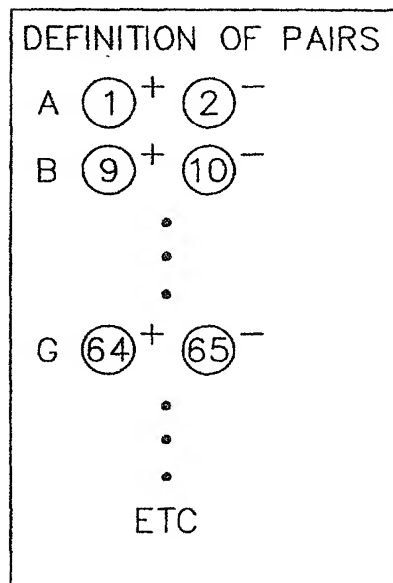 DEFINITION OF PAIRS
A 1 + 2 −
B 9 + 10 −
G 64 + 65 −
ETC